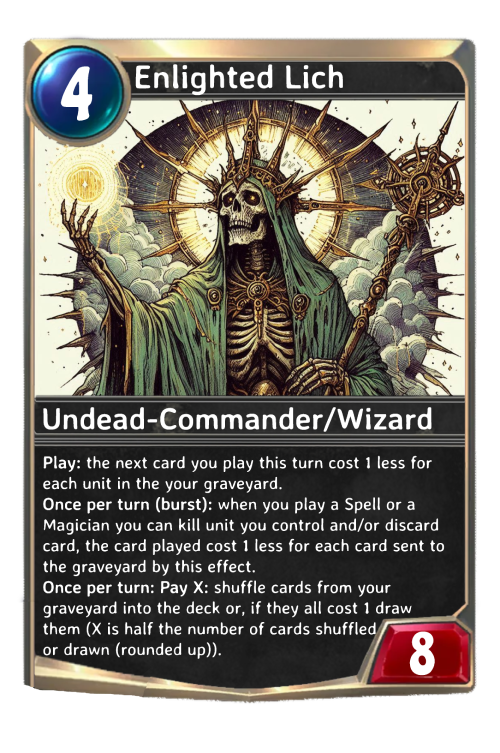 4
Enlighted Lich
Undead-Commander/Wizard
Play: the next card you play this turn cost 1 less for
each unit in the your graveyard.
Once per turn (burst): when you play a Spell or a
Magician you can kill unit you control and/or discard
card, the card played cost 1 less for each card sent to
the graveyard by this effect.
Once per turn: Pay X: shuffle cards from your
graveyard into the deck or, if they all cost 1 draw
them (X is half the number of cards shuffled
or drawn (rounded up)).
8